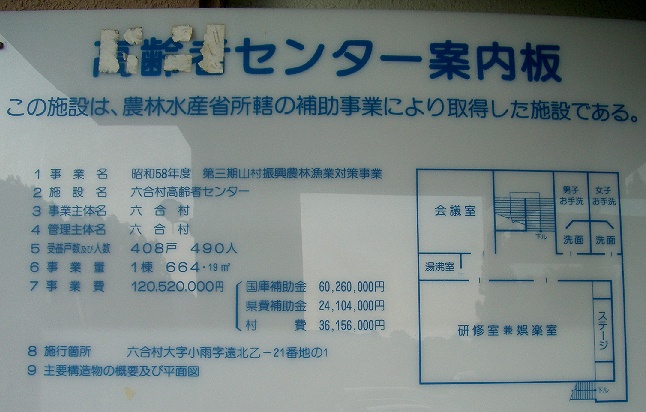 高齢者センター案内板
この施設は、農林水産省所轄の補助事業により取得した施設である。
1 事業名 昭和58年度 第三期山村振興農林漁業対策事業
2 施設名 六合村高齢者センター
3 事業主体名 六合村
4 管理主体名 六合村
5 受益戸数及び人数 408戸 490人
6 事業量 1棟 664.19㎡
7 事業費 120,520,000円
国庫補助金 60,260,000円
県費補助金 24,104,000円
村費 36,156,000円
8 施行箇所 六合村大字小雨字遠北乙-21番地の1
9 主要構造物の概要及び平面図
会議室
下ル
男子
お手洗
女子
お手洗
洗面
洗面
湯沸室
研修室兼娯楽室
ステージ
下ル